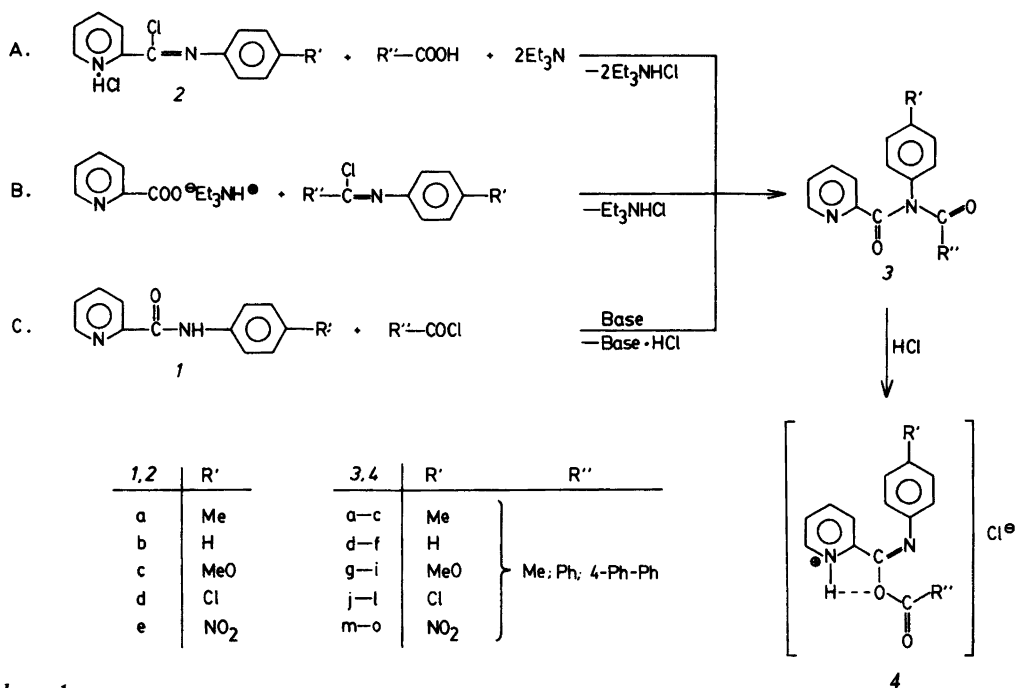 A. N HCl Cl C=N R' + R''—COOH + 2Et₃N −2Et₃NHCl
2
B. N COO⊖Et₃NH⊕ + R'' Cl C=N R' −Et₃NHCl
C. N O C—NH R' + R''—COCl Base −Base·HCl
1
R' N C O N C O R''
3
HCl
1,2 R'
a Me
b H
c MeO
d Cl
e NO₂
3,4 R' R''
a—c Me
d—f H
g—i MeO
j—l Cl
m—o NO₂
Me; Ph; 4-Ph-Ph
R' N ⊕ N H C O C R'' O Cl⊖
4